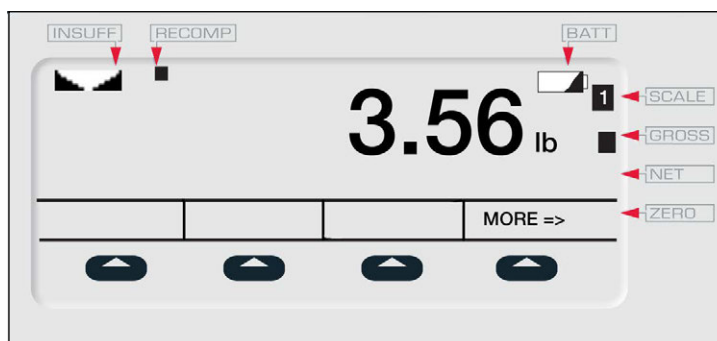 INSUFF RECOMP BATT
1 SCALE
3.56 lb GROSS
NET
MORE => ZERO